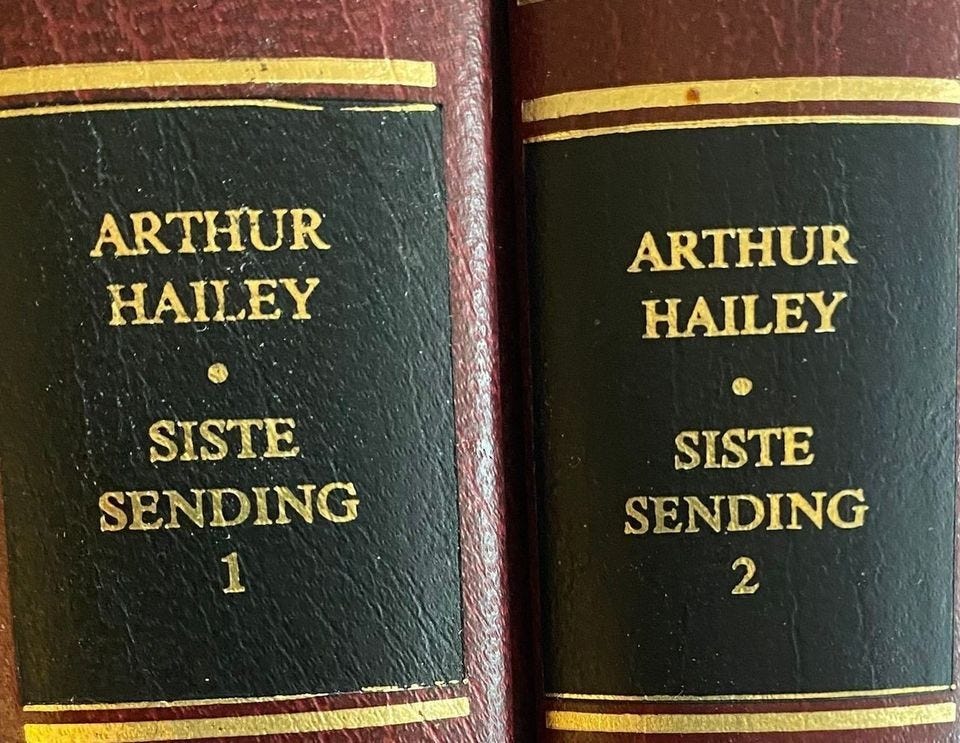 ARTHUR
HAILEY
•
SISTE
SENDING
1
ARTHUR
HAILEY
•
SISTE
SENDING
2